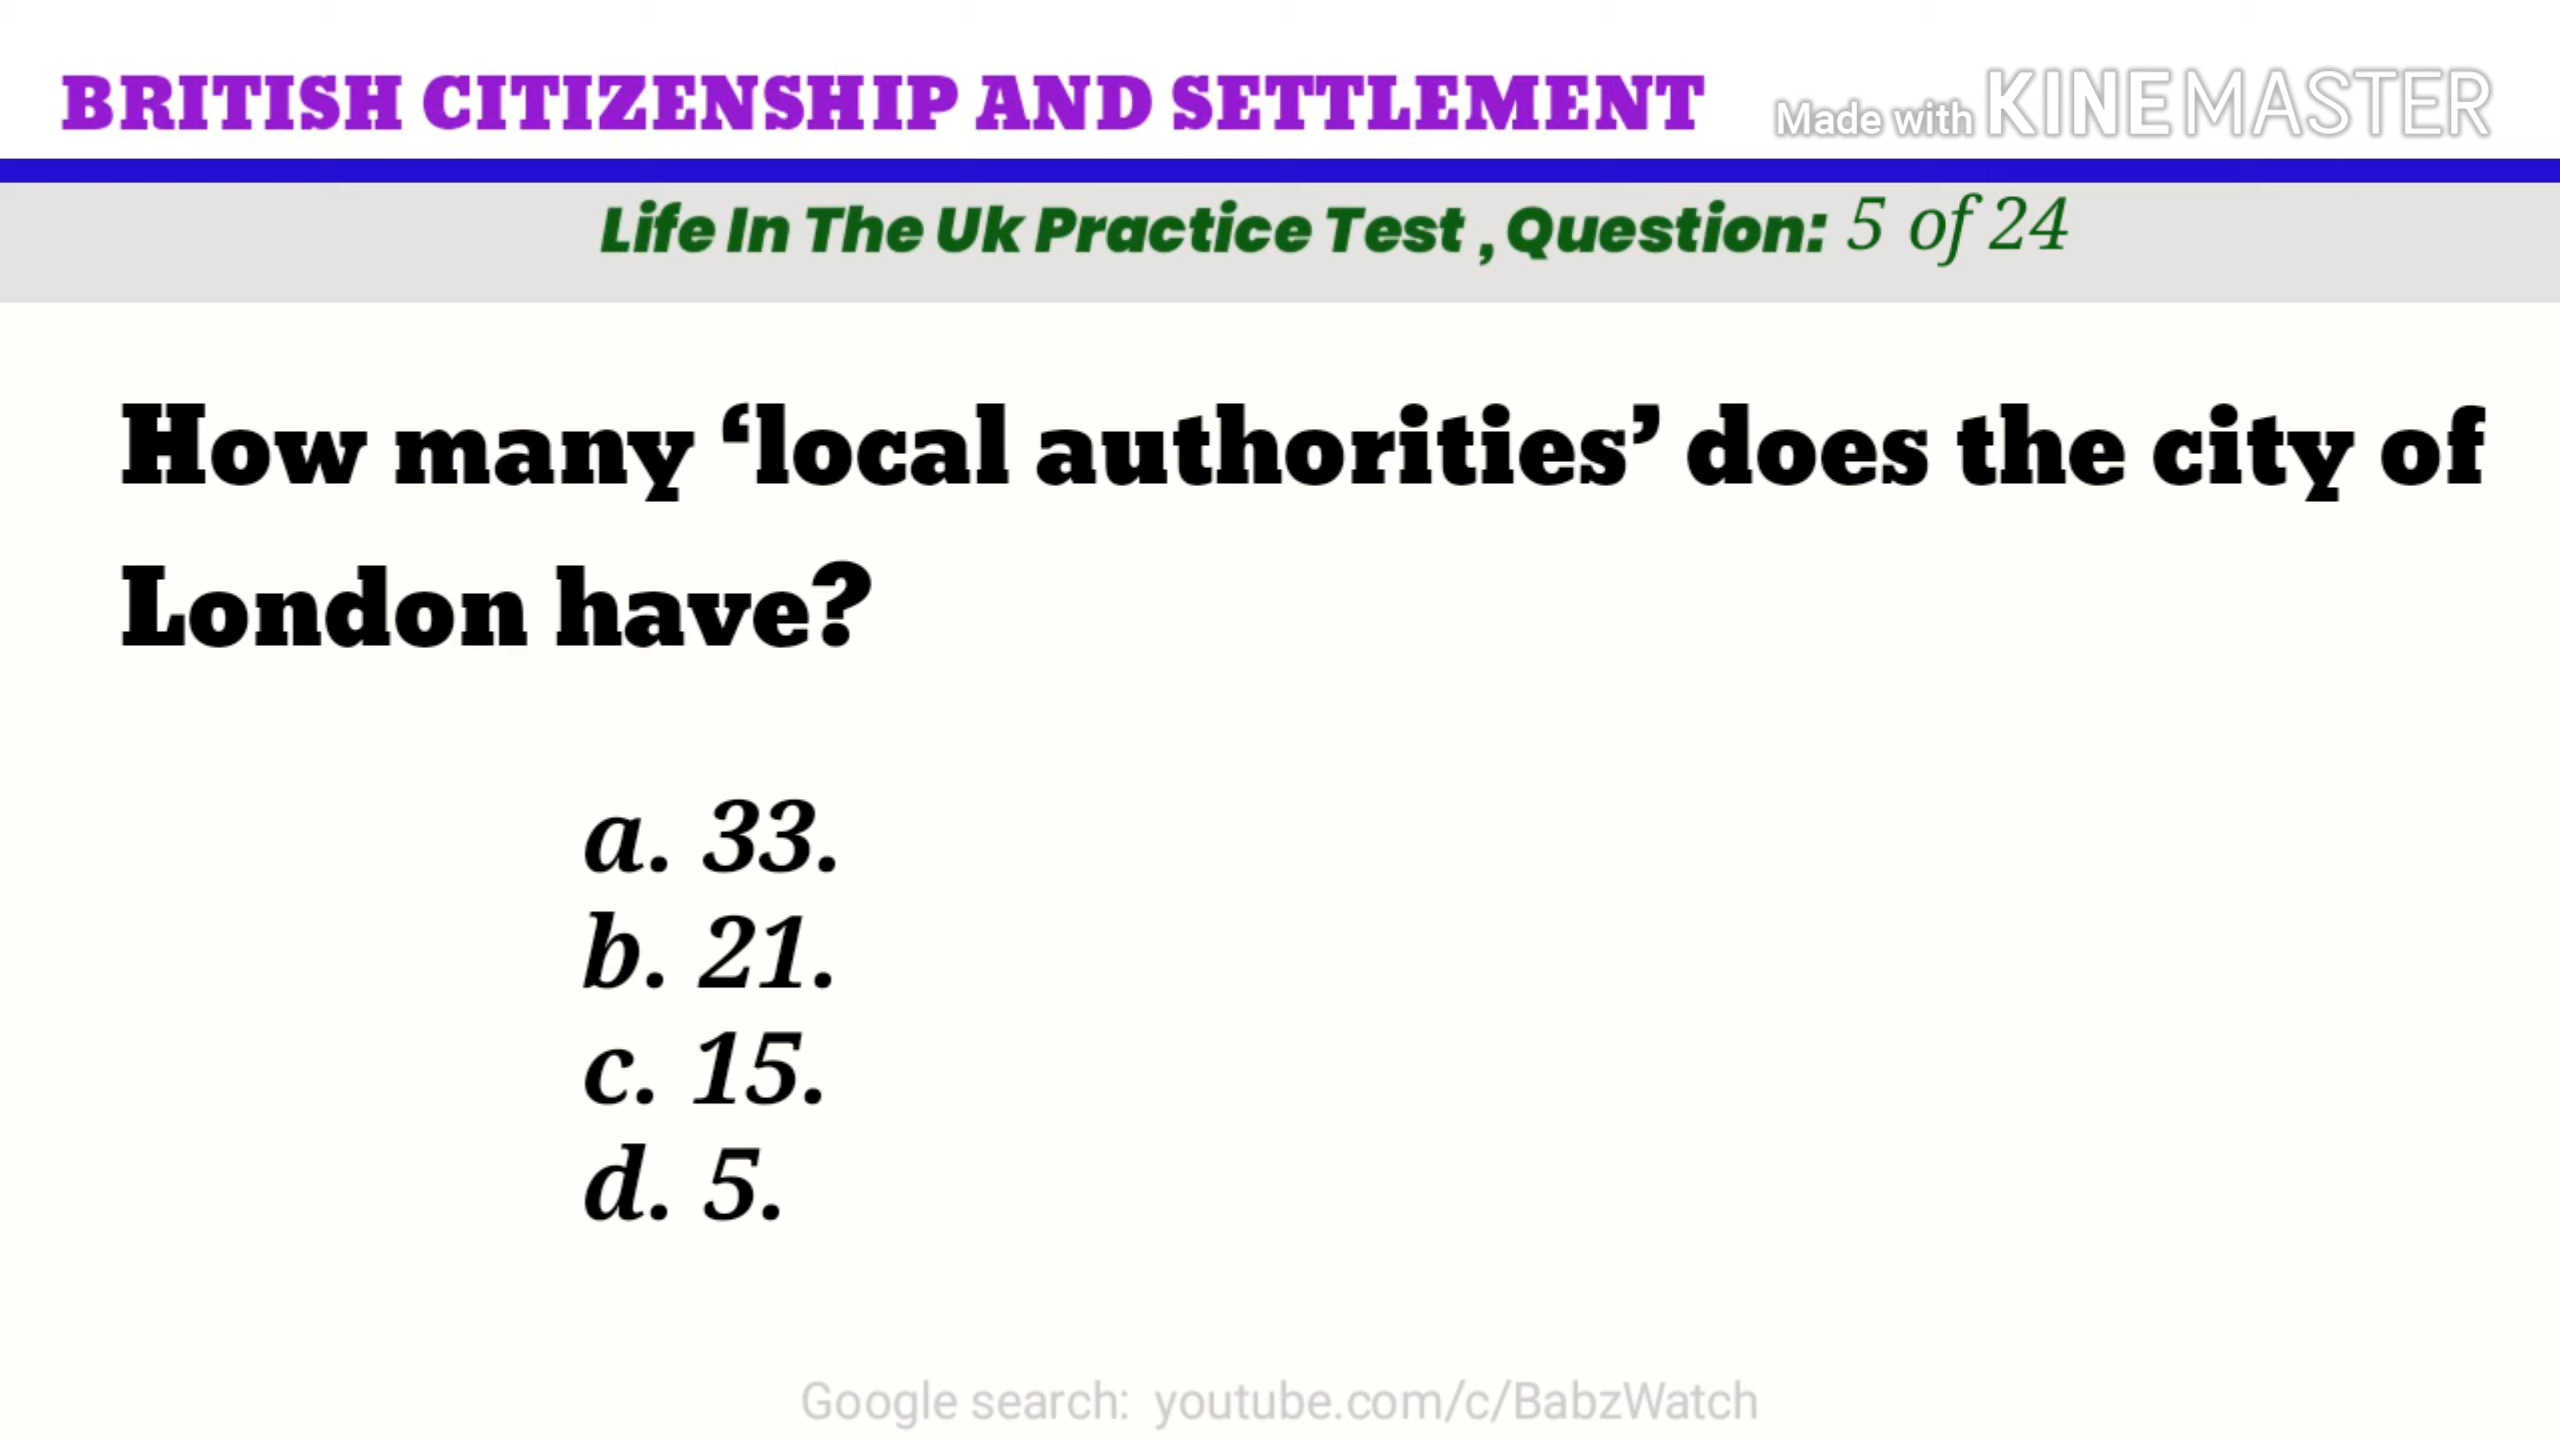 BRITISH CITIZENSHIP AND SETTLEMENT
Made with KINEMASTER
Life In The Uk Practice Test , Question: 5 of 24
How many ‘local authorities’ does the city of
London have?
a. 33.
b. 21.
c. 15.
d. 5.
Google search: youtube.com/c/BabzWatch